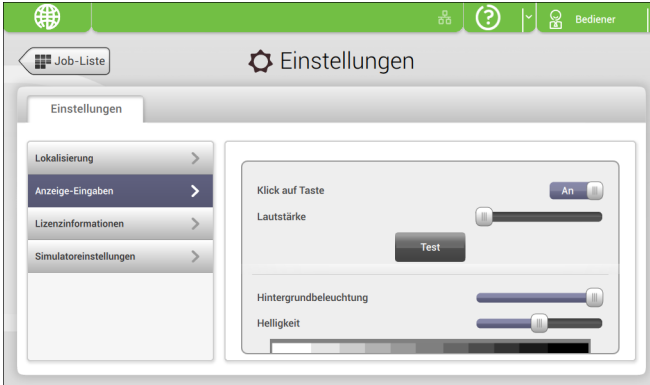 Bediener
Job-Liste
Einstellungen
Einstellungen
Lokalisierung
Anzeige-Eingaben
Lizenzinformationen
Simulatoreinstellungen
Klick auf Taste
An
Lautstärke
Test
Hintergrundbeleuchtung
Helligkeit